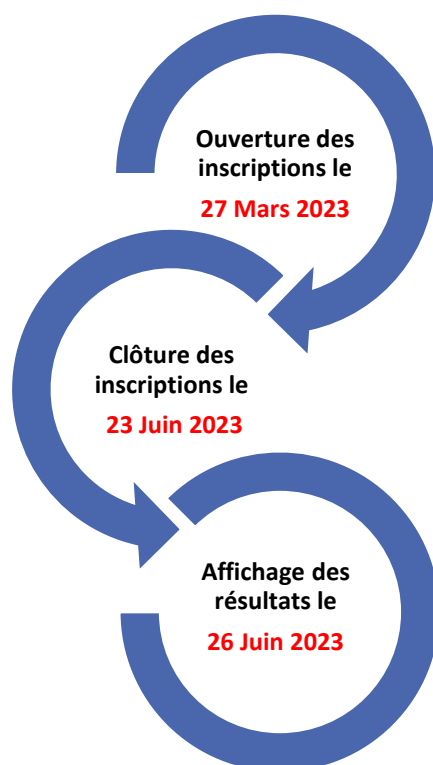 Ouverture des
inscriptions le
27 Mars 2023
Clôture des
inscriptions le
23 Juin 2023
Affichage des
résultats le
26 Juin 2023